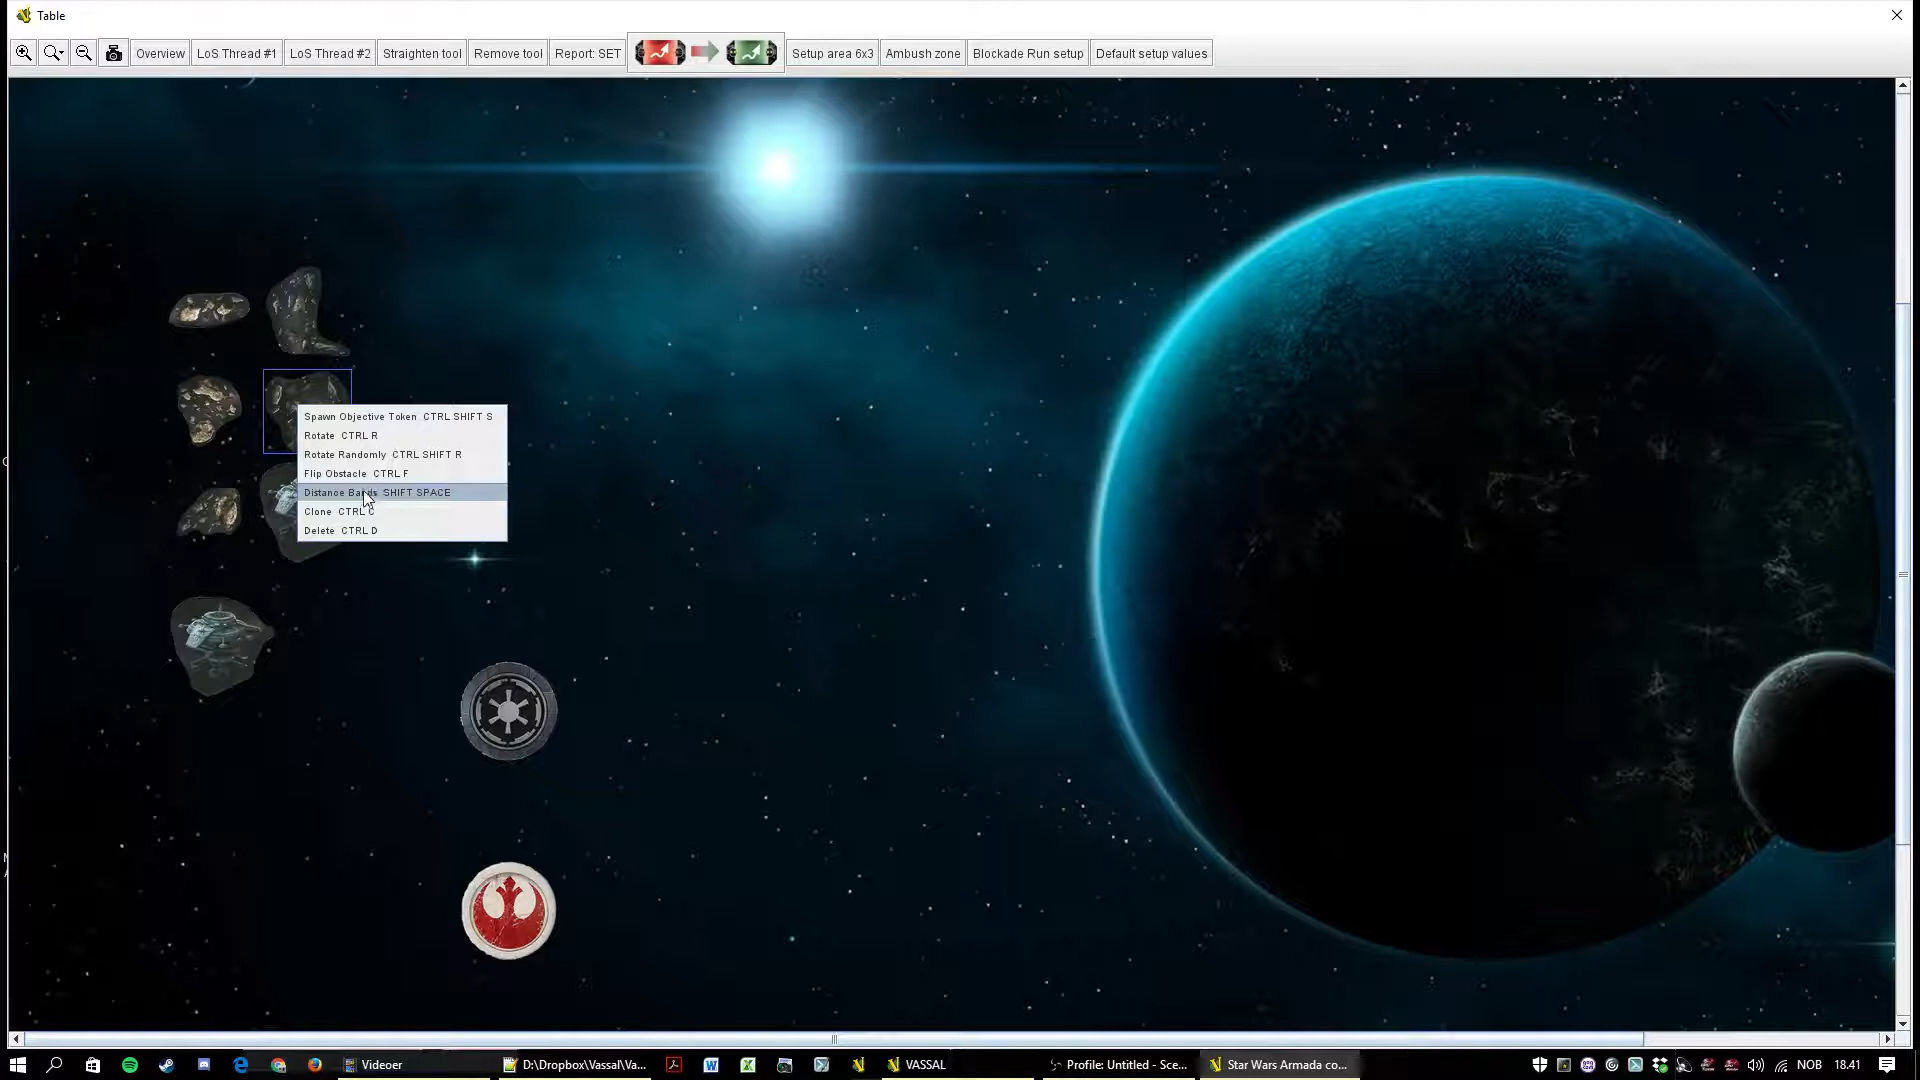 Table
Overview
LoS Thread #1
LoS Thread #2
Straighten tool
Remove tool
Report: SET
Setup area 6x3
Ambush zone
Blockade Run setup
Default setup values
Spawn Objective Token CTRL SHIFT S
Rotate CTRL R
Rotate Randomly CTRL SHIFT R
Flip Obstacle CTRL F
Distance Bands SHIFT SPACE
Clone CTRL C
Delete CTRL D
Videoer
D:\Dropbox\Vassal\Va...
VASSAL
Profile: Untitled - Sce...
Star Wars Armada co...
NOB
18.41